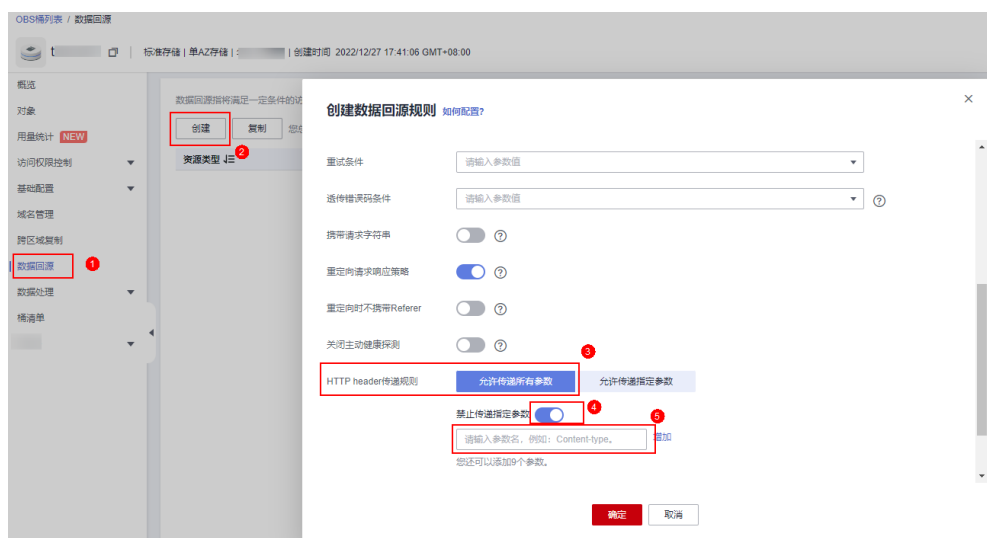 OBS桶列表 / 数据回源
标准存储 | 单AZ存储 | 创建时间 2022/12/27 17:41:06 GMT+08:00
概览
对象
用量统计 NEW
访问权限控制
基础配置
域名管理
跨区域复制
数据回源 1
数据处理
桶清单
数据回源指将满足一定条件的访
创建 复制
2
资源类型
创建数据回源规则 如何配置?
重试条件 请输入参数值
透传错误码条件 请输入参数值
携带请求字符串
重定向请求响应策略
重定向时不携带Referer
关闭主动健康探测
3
HTTP header传递规则 允许传递所有参数 允许传递指定参数
禁止传递指定参数 4
5
请输入参数名，例如：Content-type。 增加
您还可以添加9个参数。
确定 取消